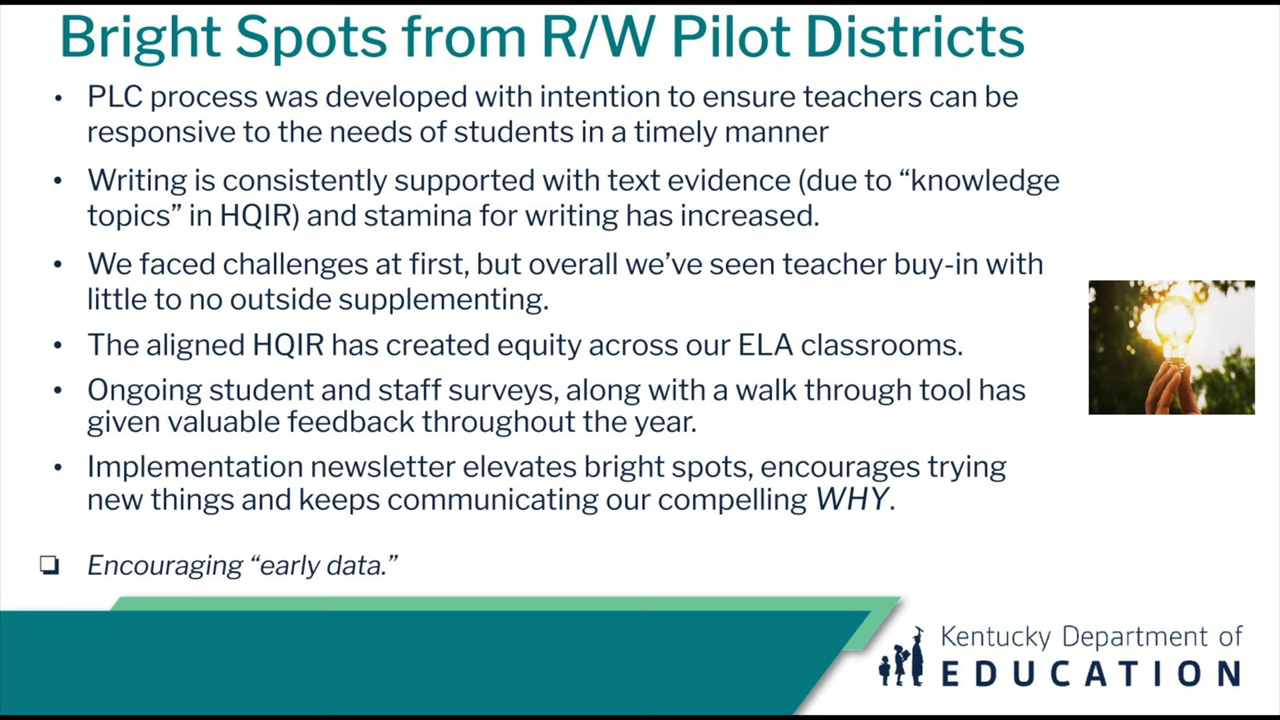 Bright Spots from R/W Pilot Districts
• PLC process was developed with intention to ensure teachers can be
responsive to the needs of students in a timely manner
• Writing is consistently supported with text evidence (due to “knowledge
topics” in HQIR) and stamina for writing has increased.
• We faced challenges at first, but overall we’ve seen teacher buy-in with
little to no outside supplementing.
• The aligned HQIR has created equity across our ELA classrooms.
• Ongoing student and staff surveys, along with a walk through tool has
given valuable feedback throughout the year.
• Implementation newsletter elevates bright spots, encourages trying
new things and keeps communicating our compelling WHY.
❏ Encouraging “early data.”
Kentucky Department of
EDUCATION